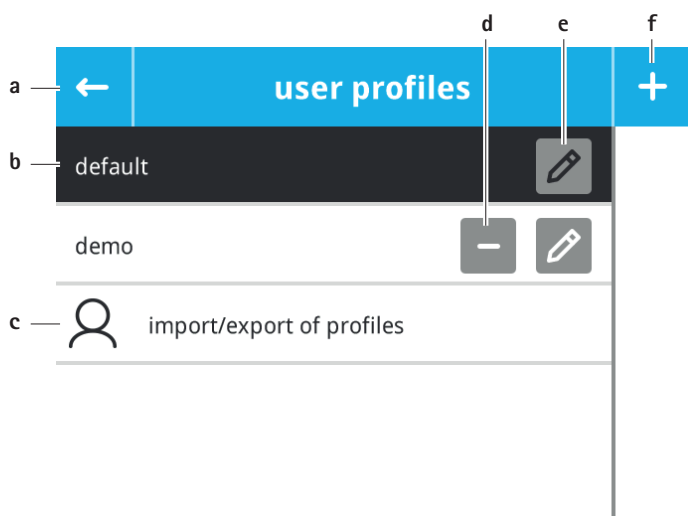 d e f
a user profiles
b default
demo
c import/export of profiles